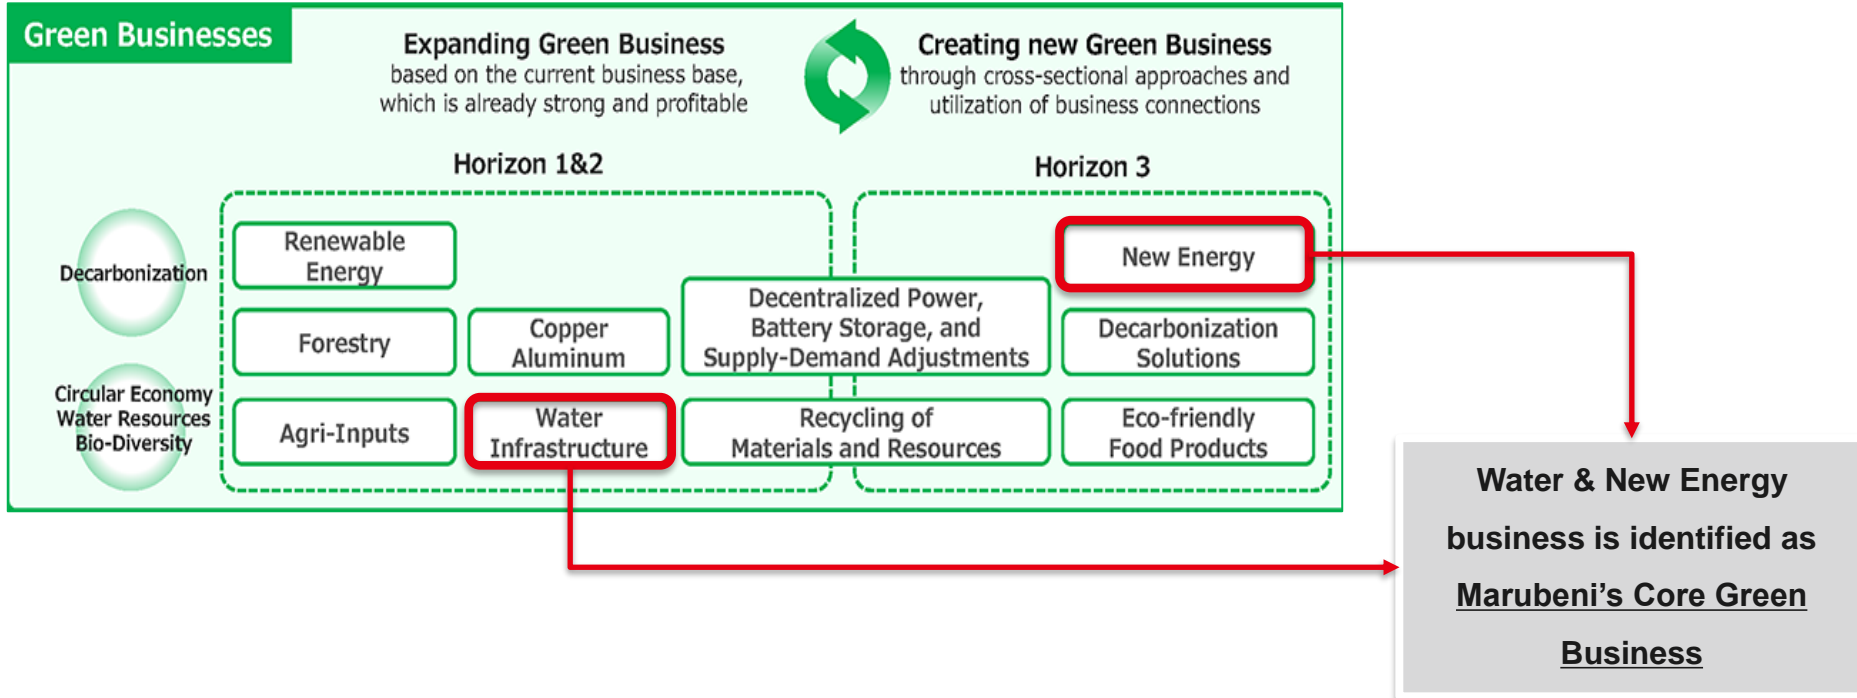 Green Businesses
Expanding Green Business
based on the current business base,
which is already strong and profitable
Creating new Green Business
through cross-sectional approaches and
utilization of business connections
Horizon 1&2
Horizon 3
Decarbonization
Renewable
Energy
New Energy
Forestry
Copper
Aluminum
Decentralized Power,
Battery Storage, and
Supply-Demand Adjustments
Decarbonization
Solutions
Circular Economy
Water Resources
Bio-Diversity
Agri-Inputs
Water
Infrastructure
Recycling of
Materials and Resources
Eco-friendly
Food Products
Water & New Energy
business is identified as
Marubeni’s Core Green
Business